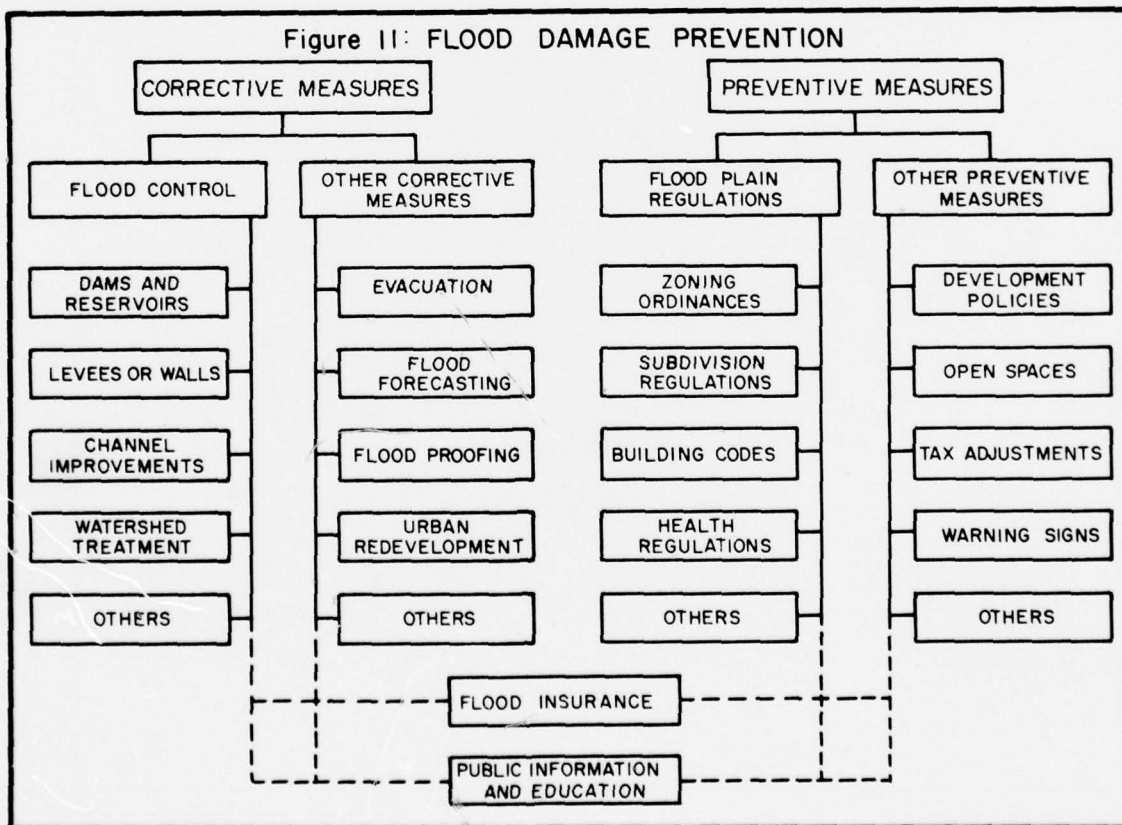 Figure 11: FLOOD DAMAGE PREVENTION
CORRECTIVE MEASURES
PREVENTIVE MEASURES
FLOOD CONTROL
OTHER CORRECTIVE
MEASURES
FLOOD PLAIN
REGULATIONS
OTHER PREVENTIVE
MEASURES
DAMS AND
RESERVOIRS
LEVEES OR WALLS
CHANNEL
IMPROVEMENTS
WATERSHED
TREATMENT
OTHERS
EVACUATION
FLOOD
FORECASTING
FLOOD PROOFING
URBAN
REDEVELOPMENT
OTHERS
ZONING
ORDINANCES
SUBDIVISION
REGULATIONS
BUILDING CODES
HEALTH
REGULATIONS
OTHERS
DEVELOPMENT
POLICIES
OPEN SPACES
TAX ADJUSTMENTS
WARNING SIGNS
OTHERS
FLOOD INSURANCE
PUBLIC INFORMATION
AND EDUCATION